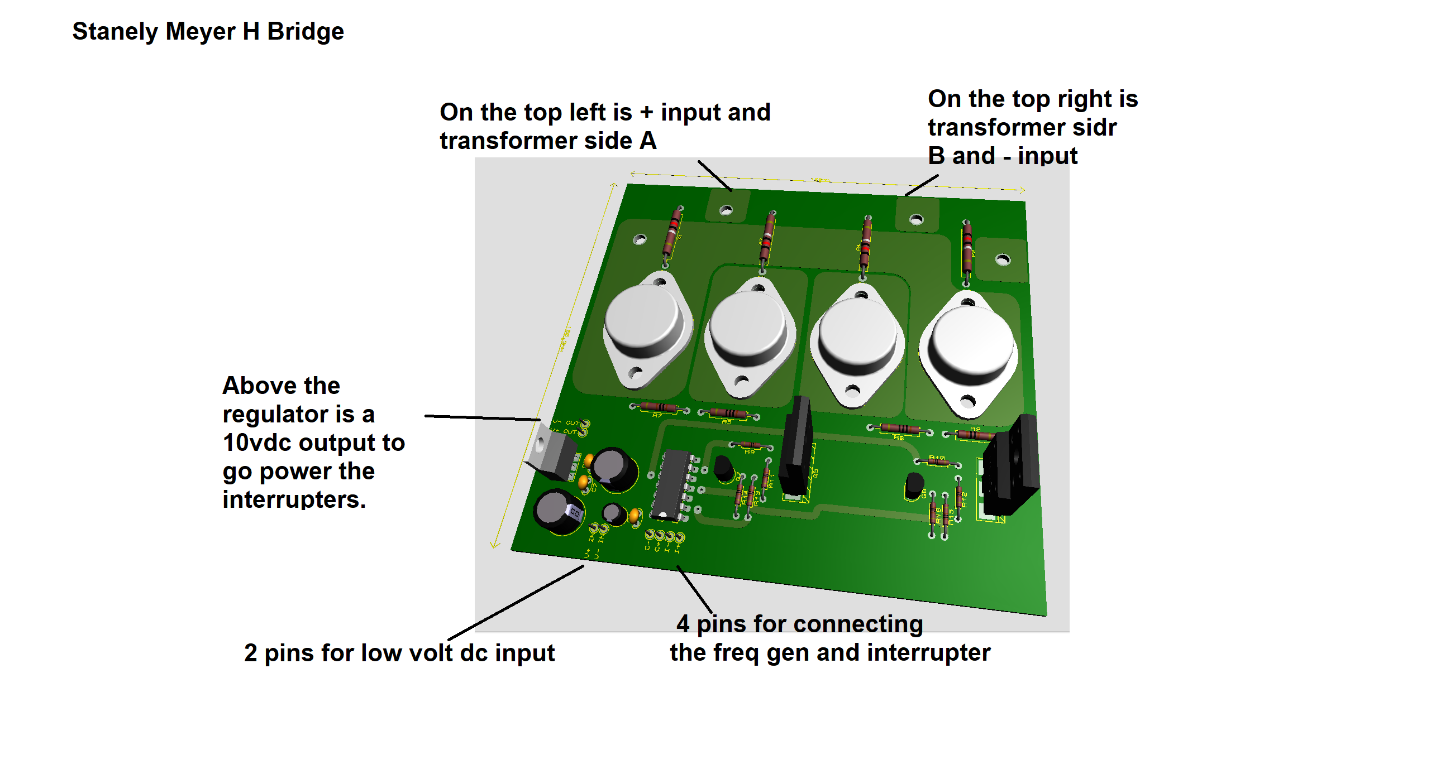 Stanely Meyer H Bridge
On the top left is + input and
transformer side A
On the top right is
transformer sidr
B and - input
Above the
regulator is a
10vdc output to
go power the
interrupters.
2 pins for low volt dc input
4 pins for connecting
the freq gen and interrupter